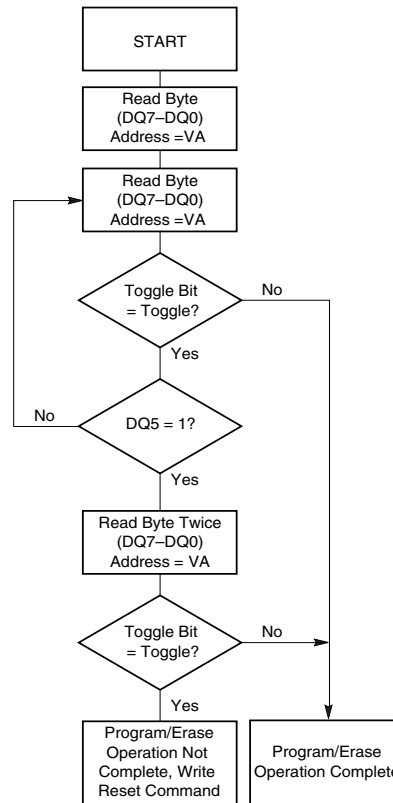 START
Read Byte
(DQ7–DQ0)
Address =VA
Read Byte
(DQ7–DQ0)
Address =VA
Toggle Bit
= Toggle?
No
Yes
No
DQ5 = 1?
Yes
Read Byte Twice
(DQ7–DQ0)
Address = VA
Toggle Bit
= Toggle?
No
Yes
Program/Erase
Operation Not
Complete, Write
Reset Command
Program/Erase
Operation Complete